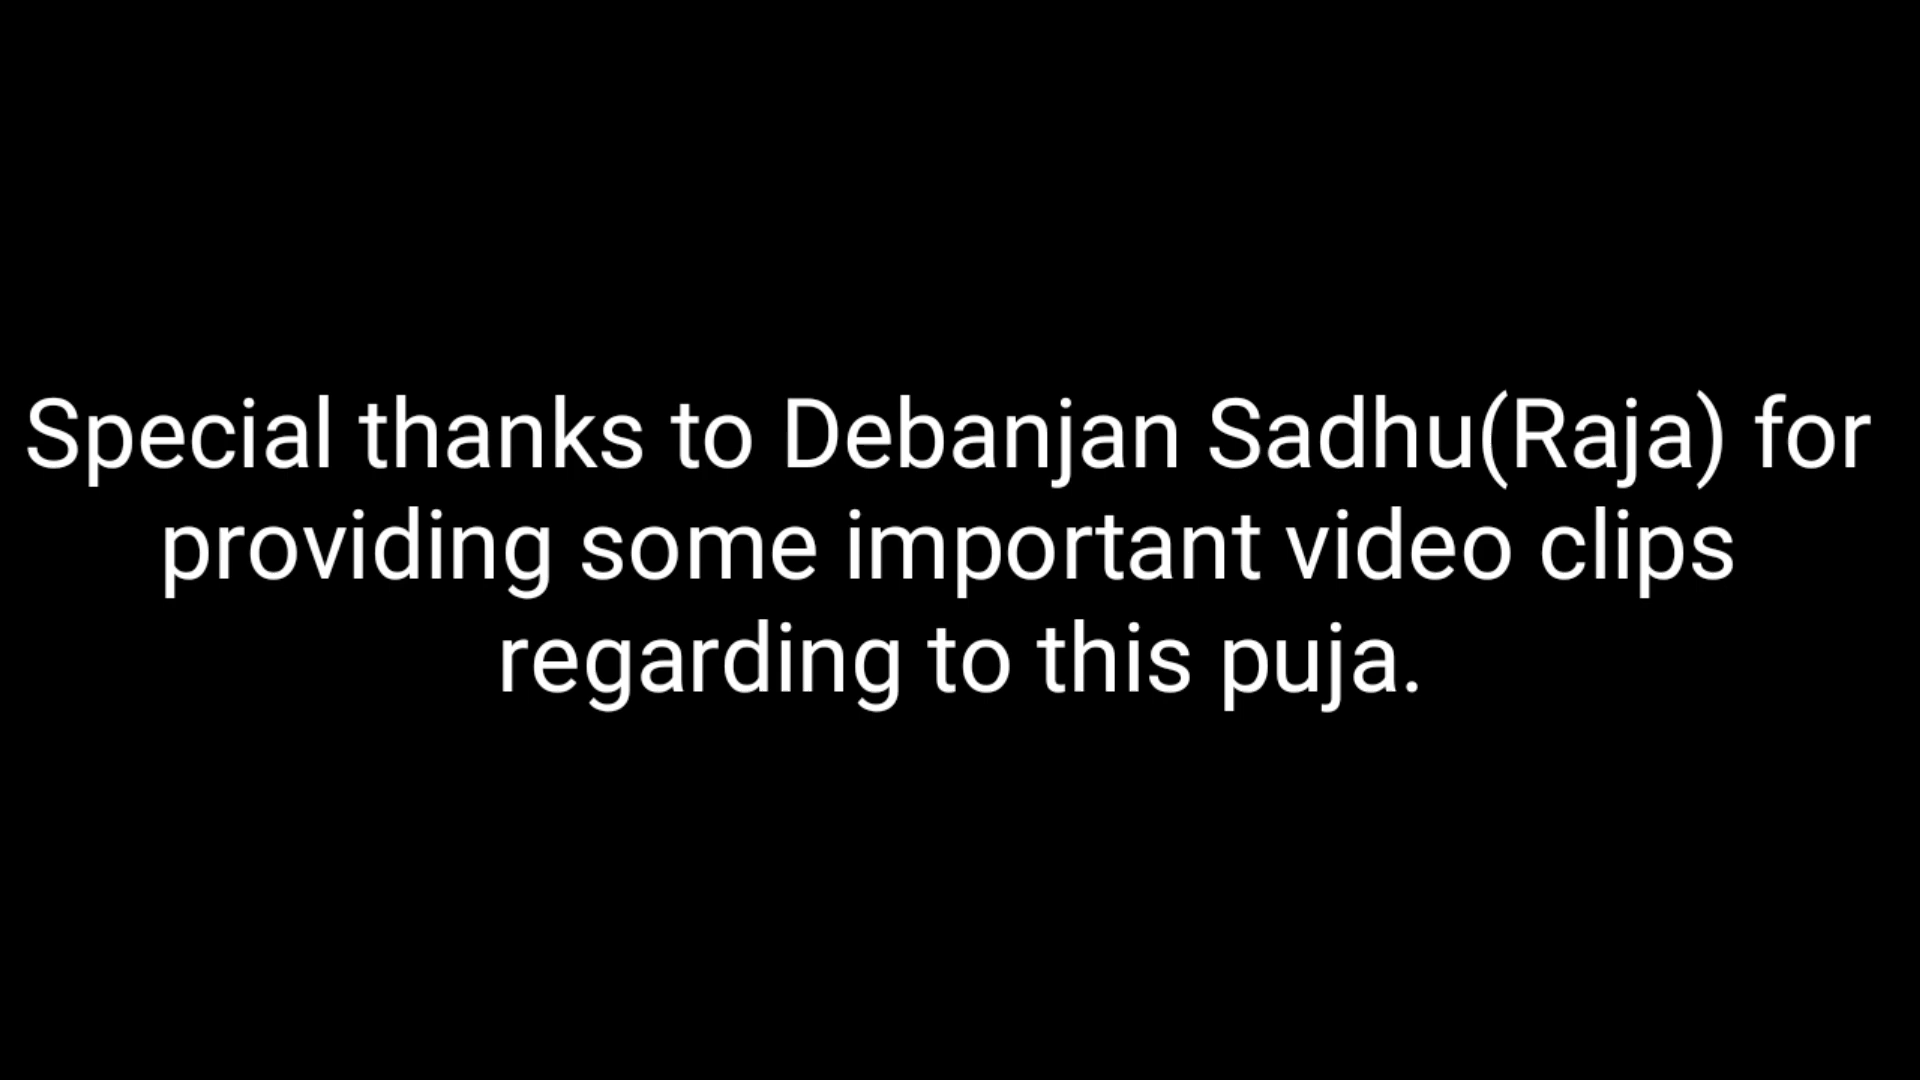 Special thanks to Debanjan Sadhu(Raja) for
providing some important video clips
regarding to this puja.